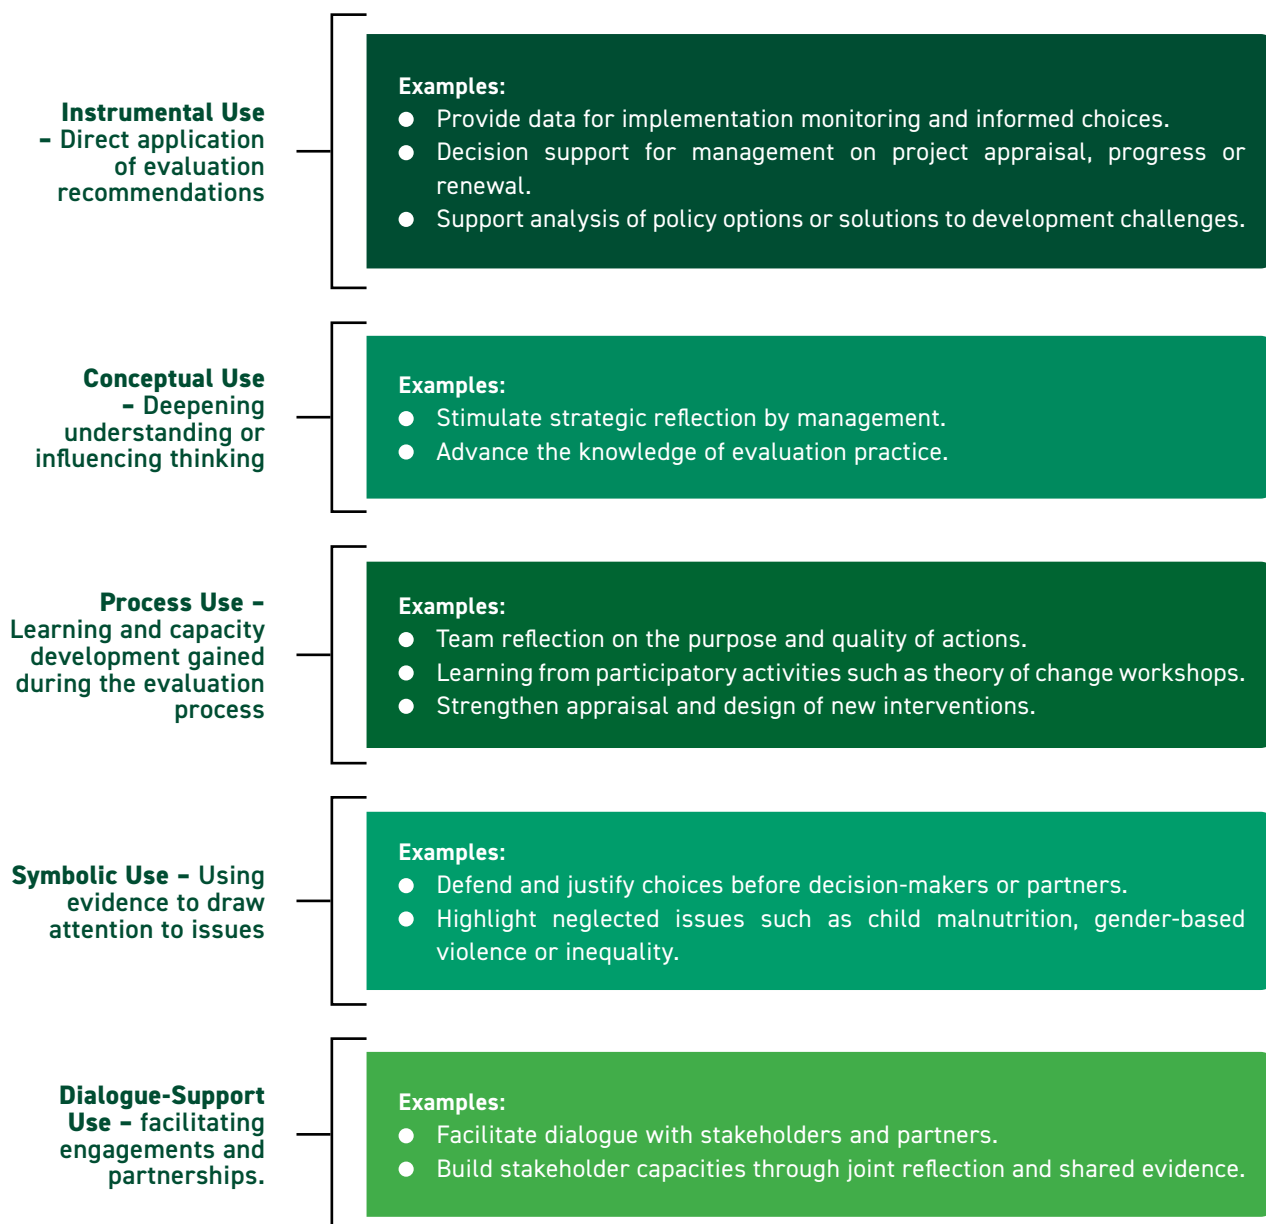 Instrumental Use
– Direct application
of evaluation
recommendations
Examples:
● Provide data for implementation monitoring and informed choices.
● Decision support for management on project appraisal, progress or
renewal.
● Support analysis of policy options or solutions to development challenges.
Conceptual Use
– Deepening
understanding or
influencing thinking
Examples:
● Stimulate strategic reflection by management.
● Advance the knowledge of evaluation practice.
Process Use –
Learning and capacity
development gained
during the evaluation
process
Examples:
● Team reflection on the purpose and quality of actions.
● Learning from participatory activities such as theory of change workshops.
● Strengthen appraisal and design of new interventions.
Symbolic Use – Using
evidence to draw
attention to issues
Examples:
● Defend and justify choices before decision-makers or partners.
● Highlight neglected issues such as child malnutrition, gender-based
violence or inequality.
Dialogue-Support
Use – facilitating
engagements and
partnerships.
Examples:
● Facilitate dialogue with stakeholders and partners.
● Build stakeholder capacities through joint reflection and shared evidence.